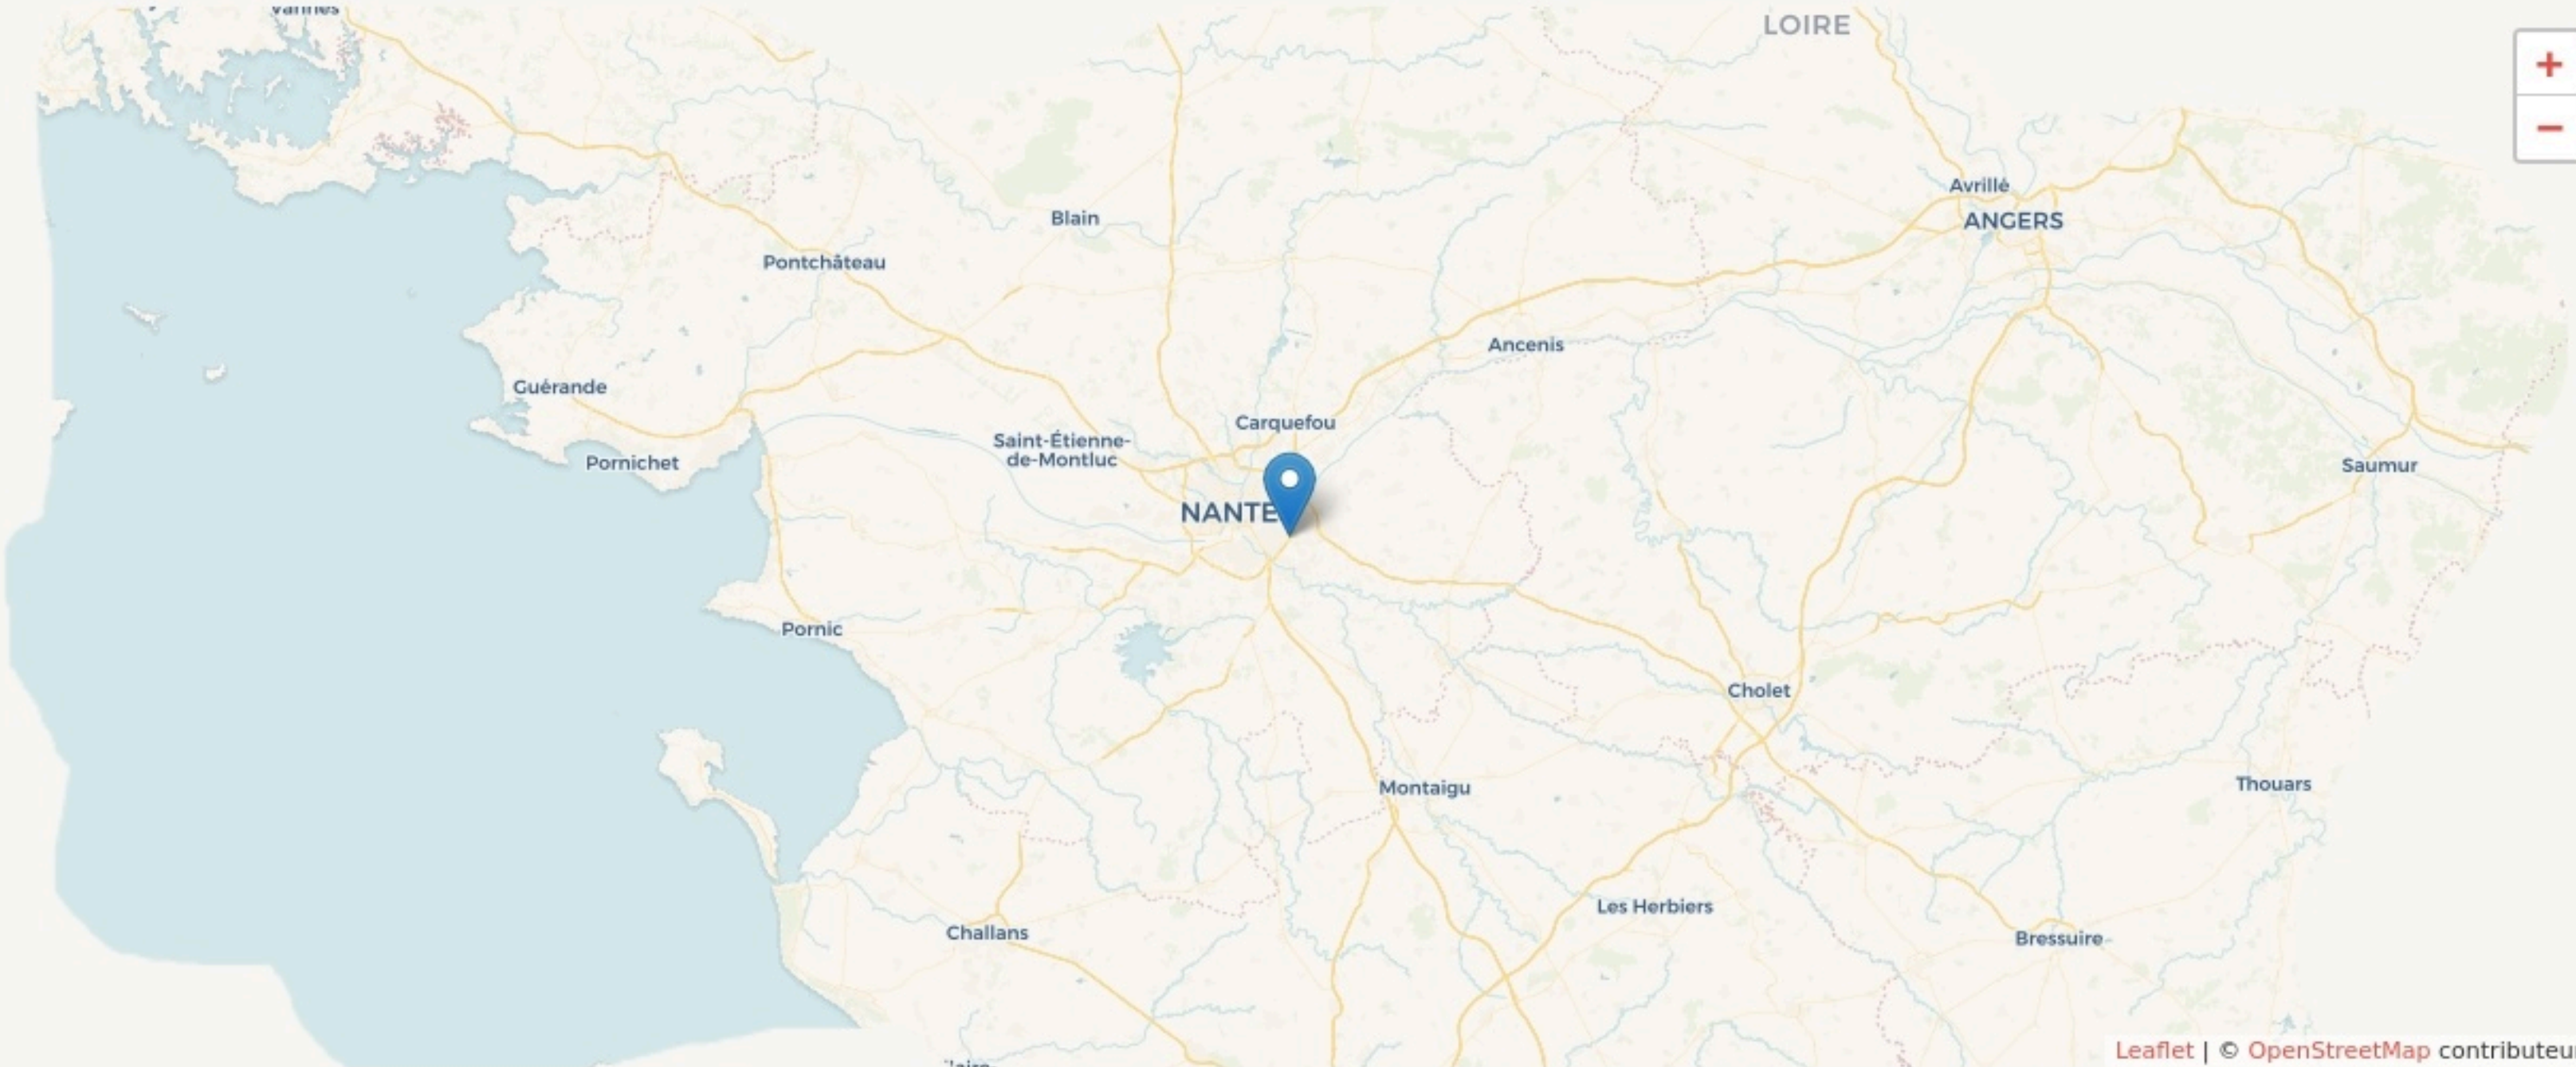 Vannes
LOIRE
+
−
Avrillé
ANGERS
Blain
Pontchâteau
Ancenis
Guérande
Carquefou
Saint-Étienne-
de-Montluc
Pornichet
Saumur
NANTE
Pornic
Cholet
Montaigu
Thouars
Les Herbiers
Challans
Bressuire
Leaflet | © OpenStreetMap contributeu